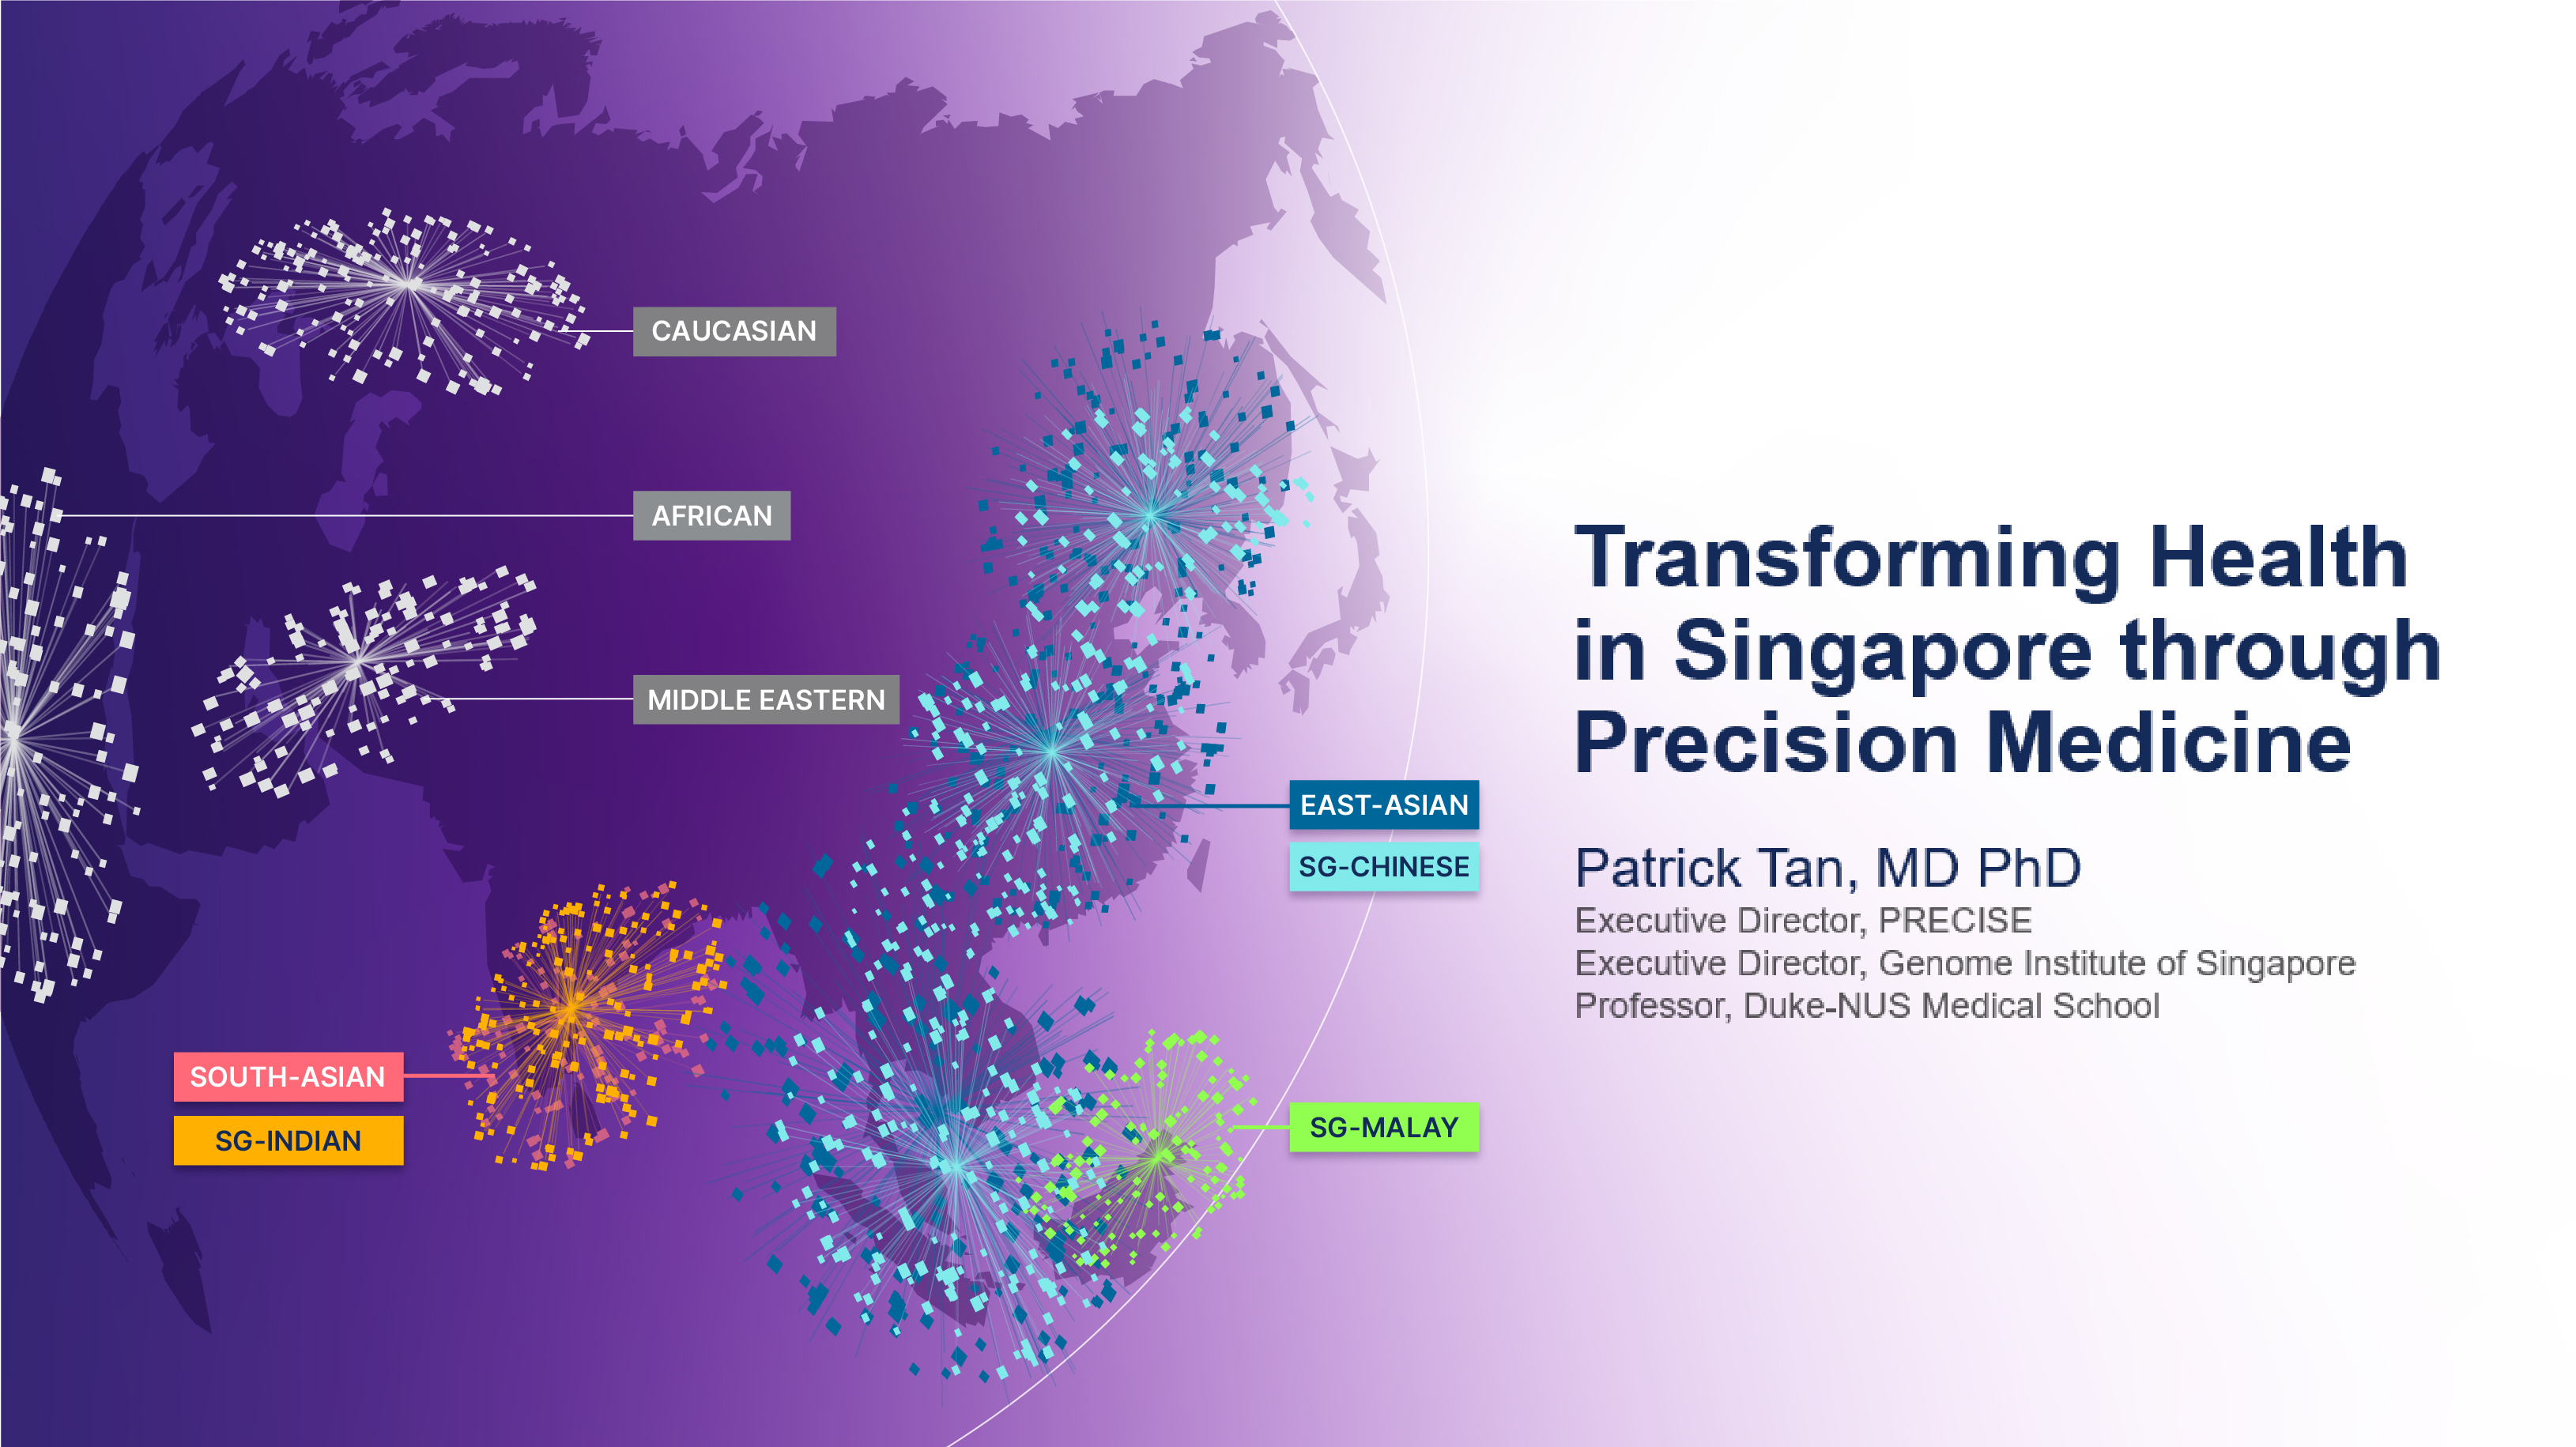 CAUCASIAN
AFRICAN
MIDDLE EASTERN
EAST-ASIAN
SG-CHINESE
SOUTH-ASIAN
SG-INDIAN
SG-MALAY
Transforming Health
in Singapore through
Precision Medicine
Patrick Tan, MD PhD
Executive Director, PRECISE
Executive Director, Genome Institute of Singapore
Professor, Duke-NUS Medical School